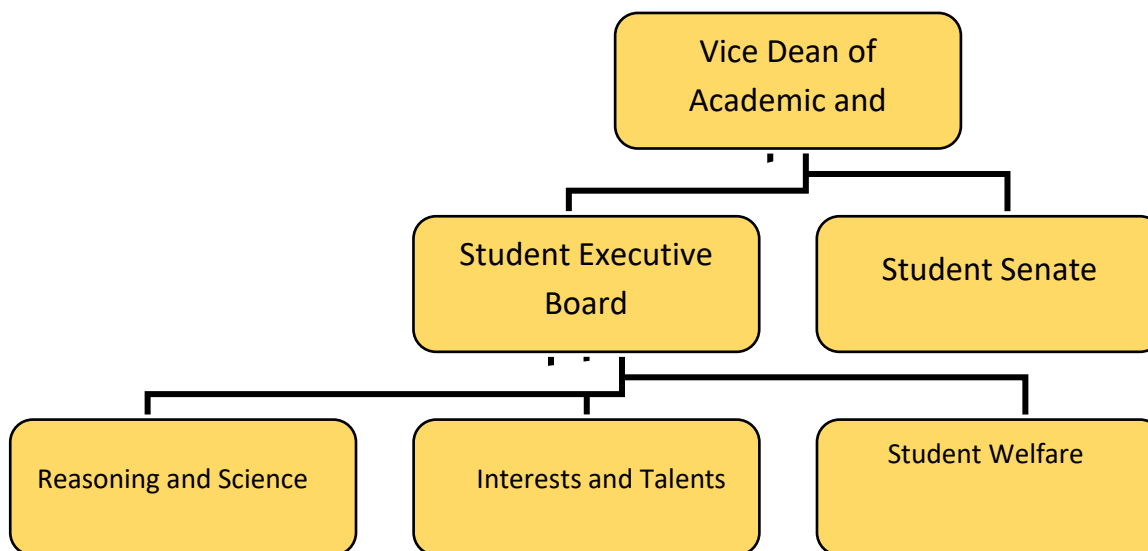 Vice Dean of
Academic and
Student Executive
Board
Student Senate
Reasoning and Science
Interests and Talents
Student Welfare